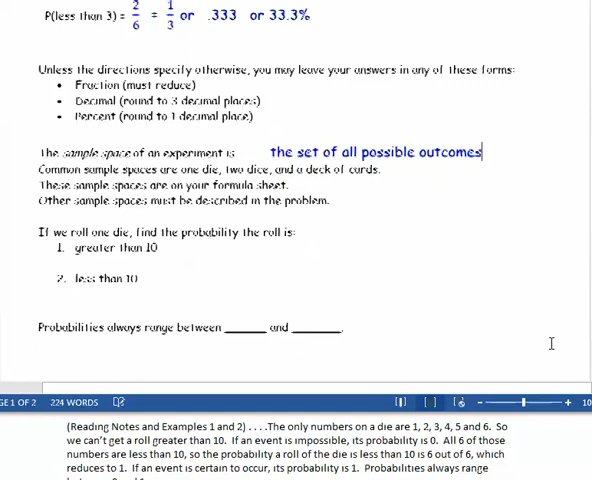 P(less than 3) = 2/6 = 1/3 or .333 or 33.3%
Unless the directions specify otherwise, you may leave your answers in any of these forms:
• Fraction (must reduce)
• Decimal (round to 3 decimal places)
• Percent (round to 1 decimal place)
The sample space of an experiment is the set of all possible outcomes
Common sample spaces are one die, two dice, and a deck of cards.
These sample spaces are on your formula sheet.
Other sample spaces must be described in the problem.
If we roll one die, find the probability the roll is:
1. greater than 10
2. less than 10
Probabilities always range between ______ and _______.
GE 1 OF 2 224 WORDS 10
(Reading Notes and Examples 1 and 2) . . . .The only numbers on a die are 1, 2, 3, 4, 5 and 6. So
we can't get a roll greater than 10. If an event is impossible, its probability is 0. All 6 of those
numbers are less than 10, so the probability a roll of the die is less than 10 is 6 out of 6, which
reduces to 1. If an event is certain to occur, its probability is 1. Probabilities always range